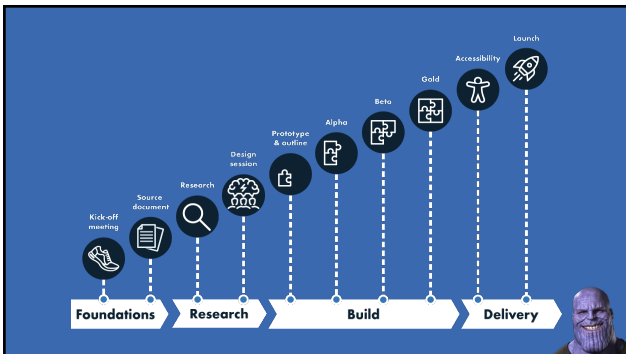 Kick-off
meeting
Source
document
Research
Design
session
Prototype
& outline
Alpha
Beta
Gold
Accessibility
Launch
Foundations
Research
Build
Delivery